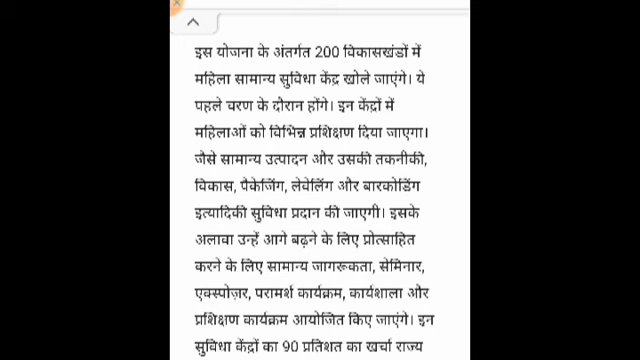 इस योजना के अंतर्गत 200 विकासखंडों में
महिला सामान्य सुविधा केंद्र खोले जाएंगे। ये
पहले चरण के दौरान होंगे। इन केंद्रों में
महिलाओं को विभिन्न प्रशिक्षण दिया जाएगा।
जैसे सामान्य उत्पादन और उसकी तकनीकी,
विकास, पैकेजिंग, लेवेलिंग और बारकोडिंग
इत्यादिकी सुविधा प्रदान की जाएगी। इसके
अलावा उन्हें आगे बढ़ने के लिए प्रोत्साहित
करने के लिए सामान्य जागरूकता, सेमिनार,
एक्स्पोज़र, परामर्श कार्यक्रम, कार्यशाला और
प्रशिक्षण कार्यक्रम आयोजित किए जाएंगे। इन
सुविधा केंद्रों का 90 प्रतिशत का खर्चा राज्य